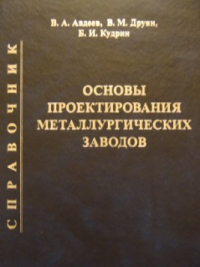 В. А. Авдеев, В. М. Друян,
Б. И. Кудрин
ОСНОВЫ
ПРОЕКТИРОВАНИЯ
МЕТАЛЛУРГИЧЕСКИХ
ЗАВОДОВ
СПРАВОЧНИК